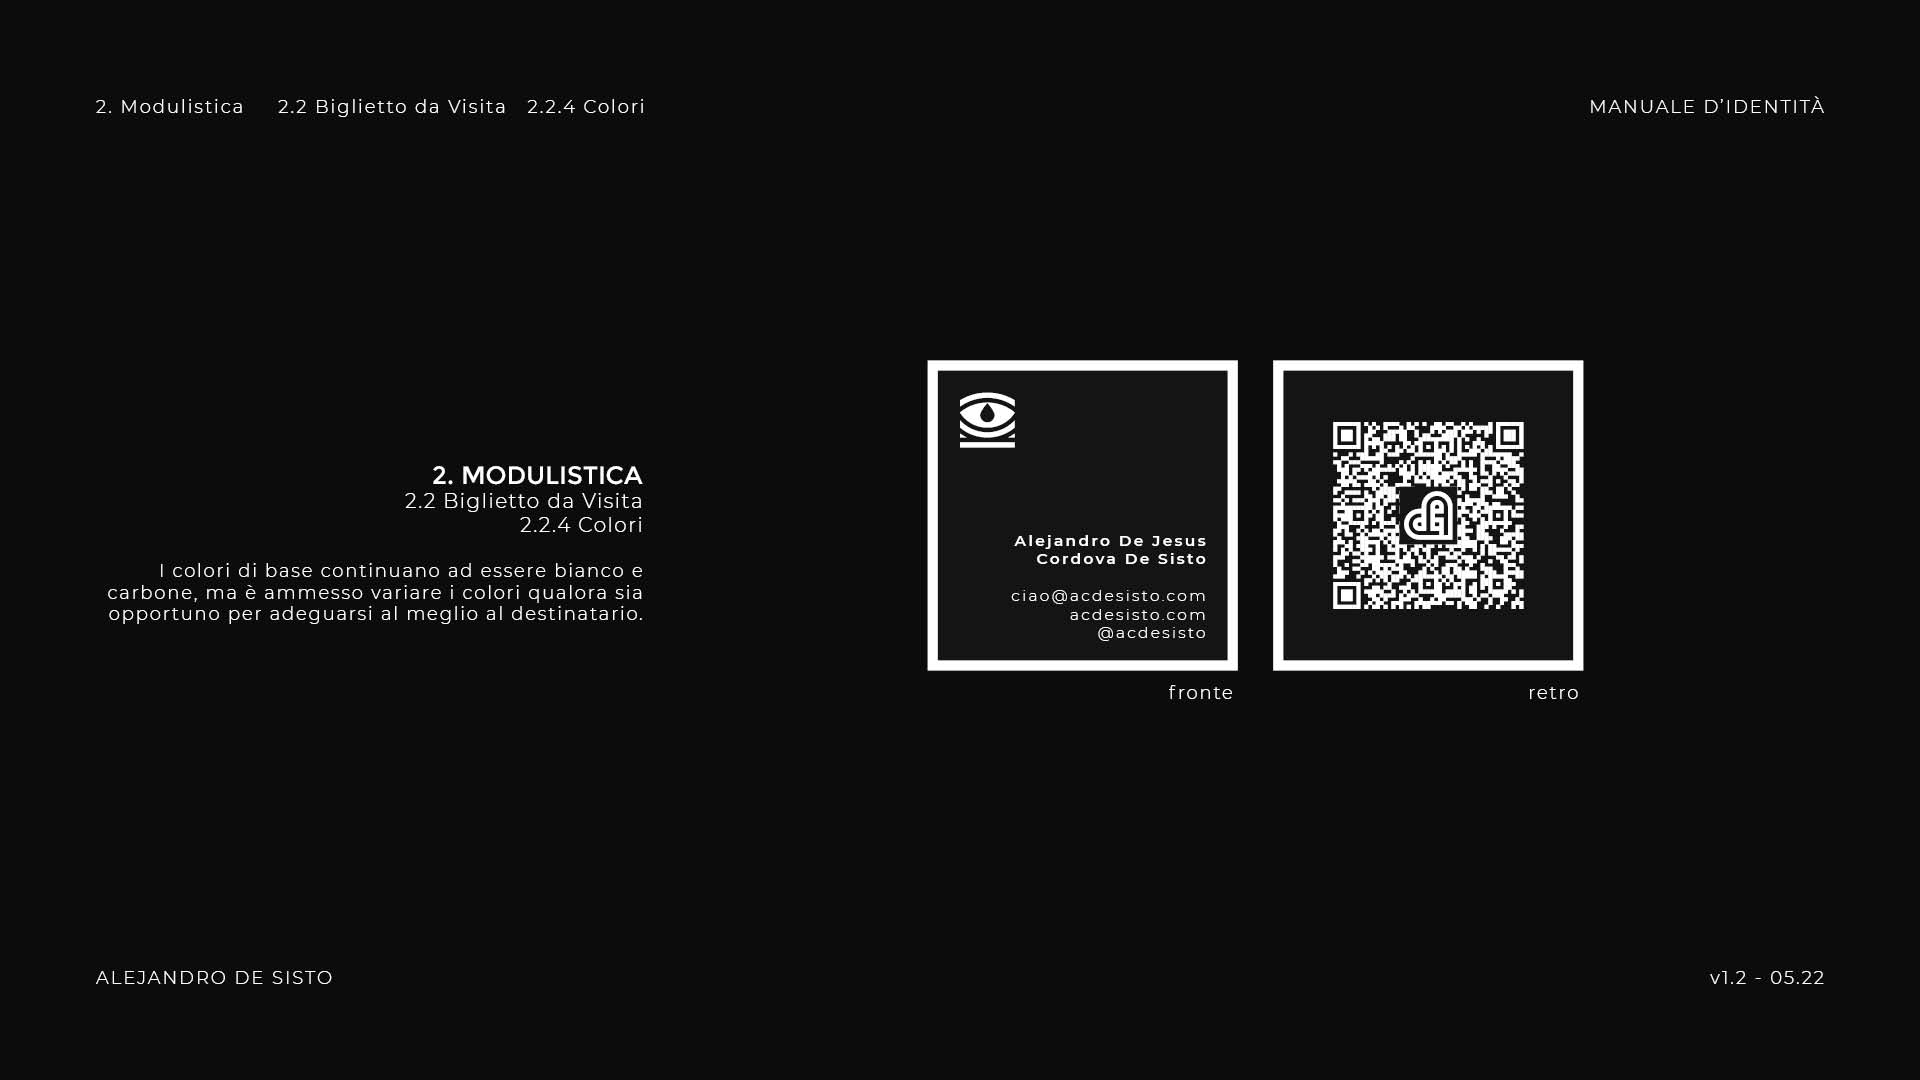 2. Modulistica 2.2 Biglietto da Visita 2.2.4 Colori
MANUALE D’IDENTITÀ
2. MODULISTICA
2.2 Biglietto da Visita
2.2.4 Colori
I colori di base continuano ad essere bianco e
carbone, ma è ammesso variare i colori qualora sia
opportuno per adeguarsi al meglio al destinatario.
Alejandro De Jesus
Cordova De Sisto
ciao@acdesisto.com
acdesisto.com
@acdesisto
fronte
retro
ALEJANDRO DE SISTO
v1.2 - 05.22